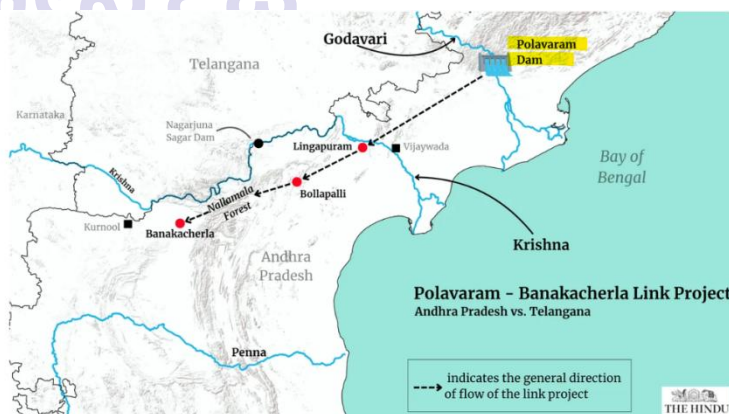 Godavari
Polavaram
Dam
Telangana
Karnataka
Nagarjuna
Sagar Dam
Lingapuram
Vijaywada
Bay of
Bengal
Krishna
Bollapalli
Nallamala
Forest
Kurnool
Banakacherla
Krishna
Andhra
Pradesh
Polavaram - Banakacherla Link Project
Andhra Pradesh vs. Telangana
Penna
indicates the general direction
of flow of the link project
THE HINDU